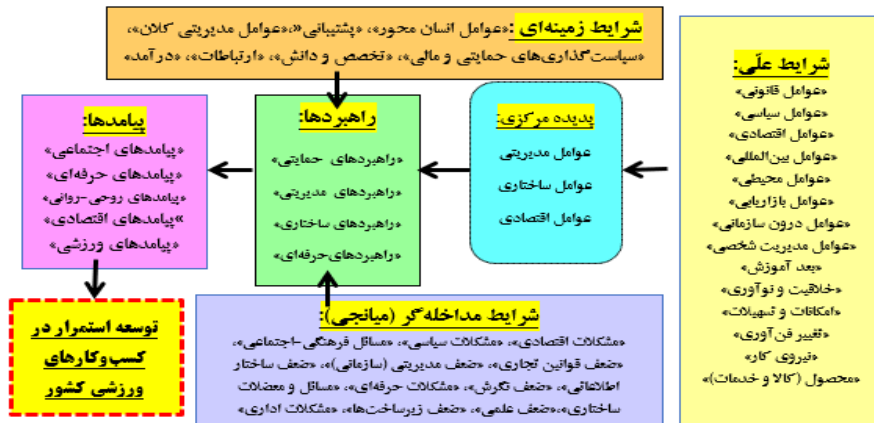 شرایط زمینه‌ای :«عوامل انسان محور»، «پشتیبانی»،«عوامل مدیریتی کلان»،
«سیاست‌گذاری‌های حمایتی و مالی»، «تخصص و دانش»، «ارتباطات»، «درآمد»
شرایط علّی:
«عوامل قانونی»
«عوامل سیاسی»
«عوامل اقتصادی»
«عوامل بین‌المللی»
«عوامل محیطی»
«عوامل بازاریابی»
«عوامل درون سازمانی»
«عوامل مدیریت شخصی»
«بعد آموزش»
«خلاقیت و نوآوری»
«امکانات و تسهیلات»
«تغییر فن‌آوری»
«نیروی کار»
«محصول (کالا و خدمات)»
پدیده مرکزی:
عوامل مدیریتی
عوامل ساختاری
عوامل اقتصادی
راهبردها:
«راهبردهای حمایتی»
«راهبردهای مدیریتی»
«راهبردهای ساختاری»
«راهبردهای‌حرفه‌ای»
پیامدها:
«پیامدهای اجتماعی»
«پیامدهای حرفه‌ای»
«پیامدهای روحی-روانی»
»پیامدهای اقتصادی»
«پیامدهای ورزشی»
شرایط مداخله‌گر (میانجی):
«مشکلات اقتصادی»، «مشکلات سیاسی»، «مسائل فرهنگی-اجتماعی»،
«ضعف قوانین تجاری»، «ضعف مدیریتی (سازمانی)»، «ضعف ساختار
اطلاعاتی»، «ضعف نگرش»، «مشکلات حرفه‌ای»، «مسائل و معضلات
ساختاری»،«ضعف علمی»، «ضعف زیرساخت‌ها»، «مشکلات اداری»
توسعه استمرار در
کسب‌وکارهای
ورزشی کشور